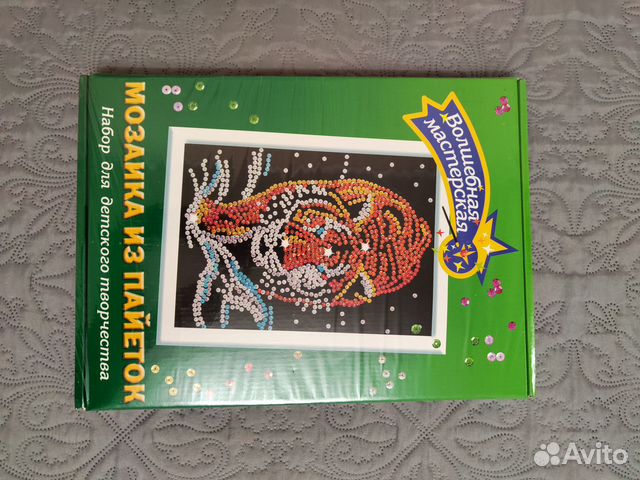 Волшебная
мастерская
МОЗАИКА ИЗ ПАЙЕТОК
Набор для детского творчества
Avito